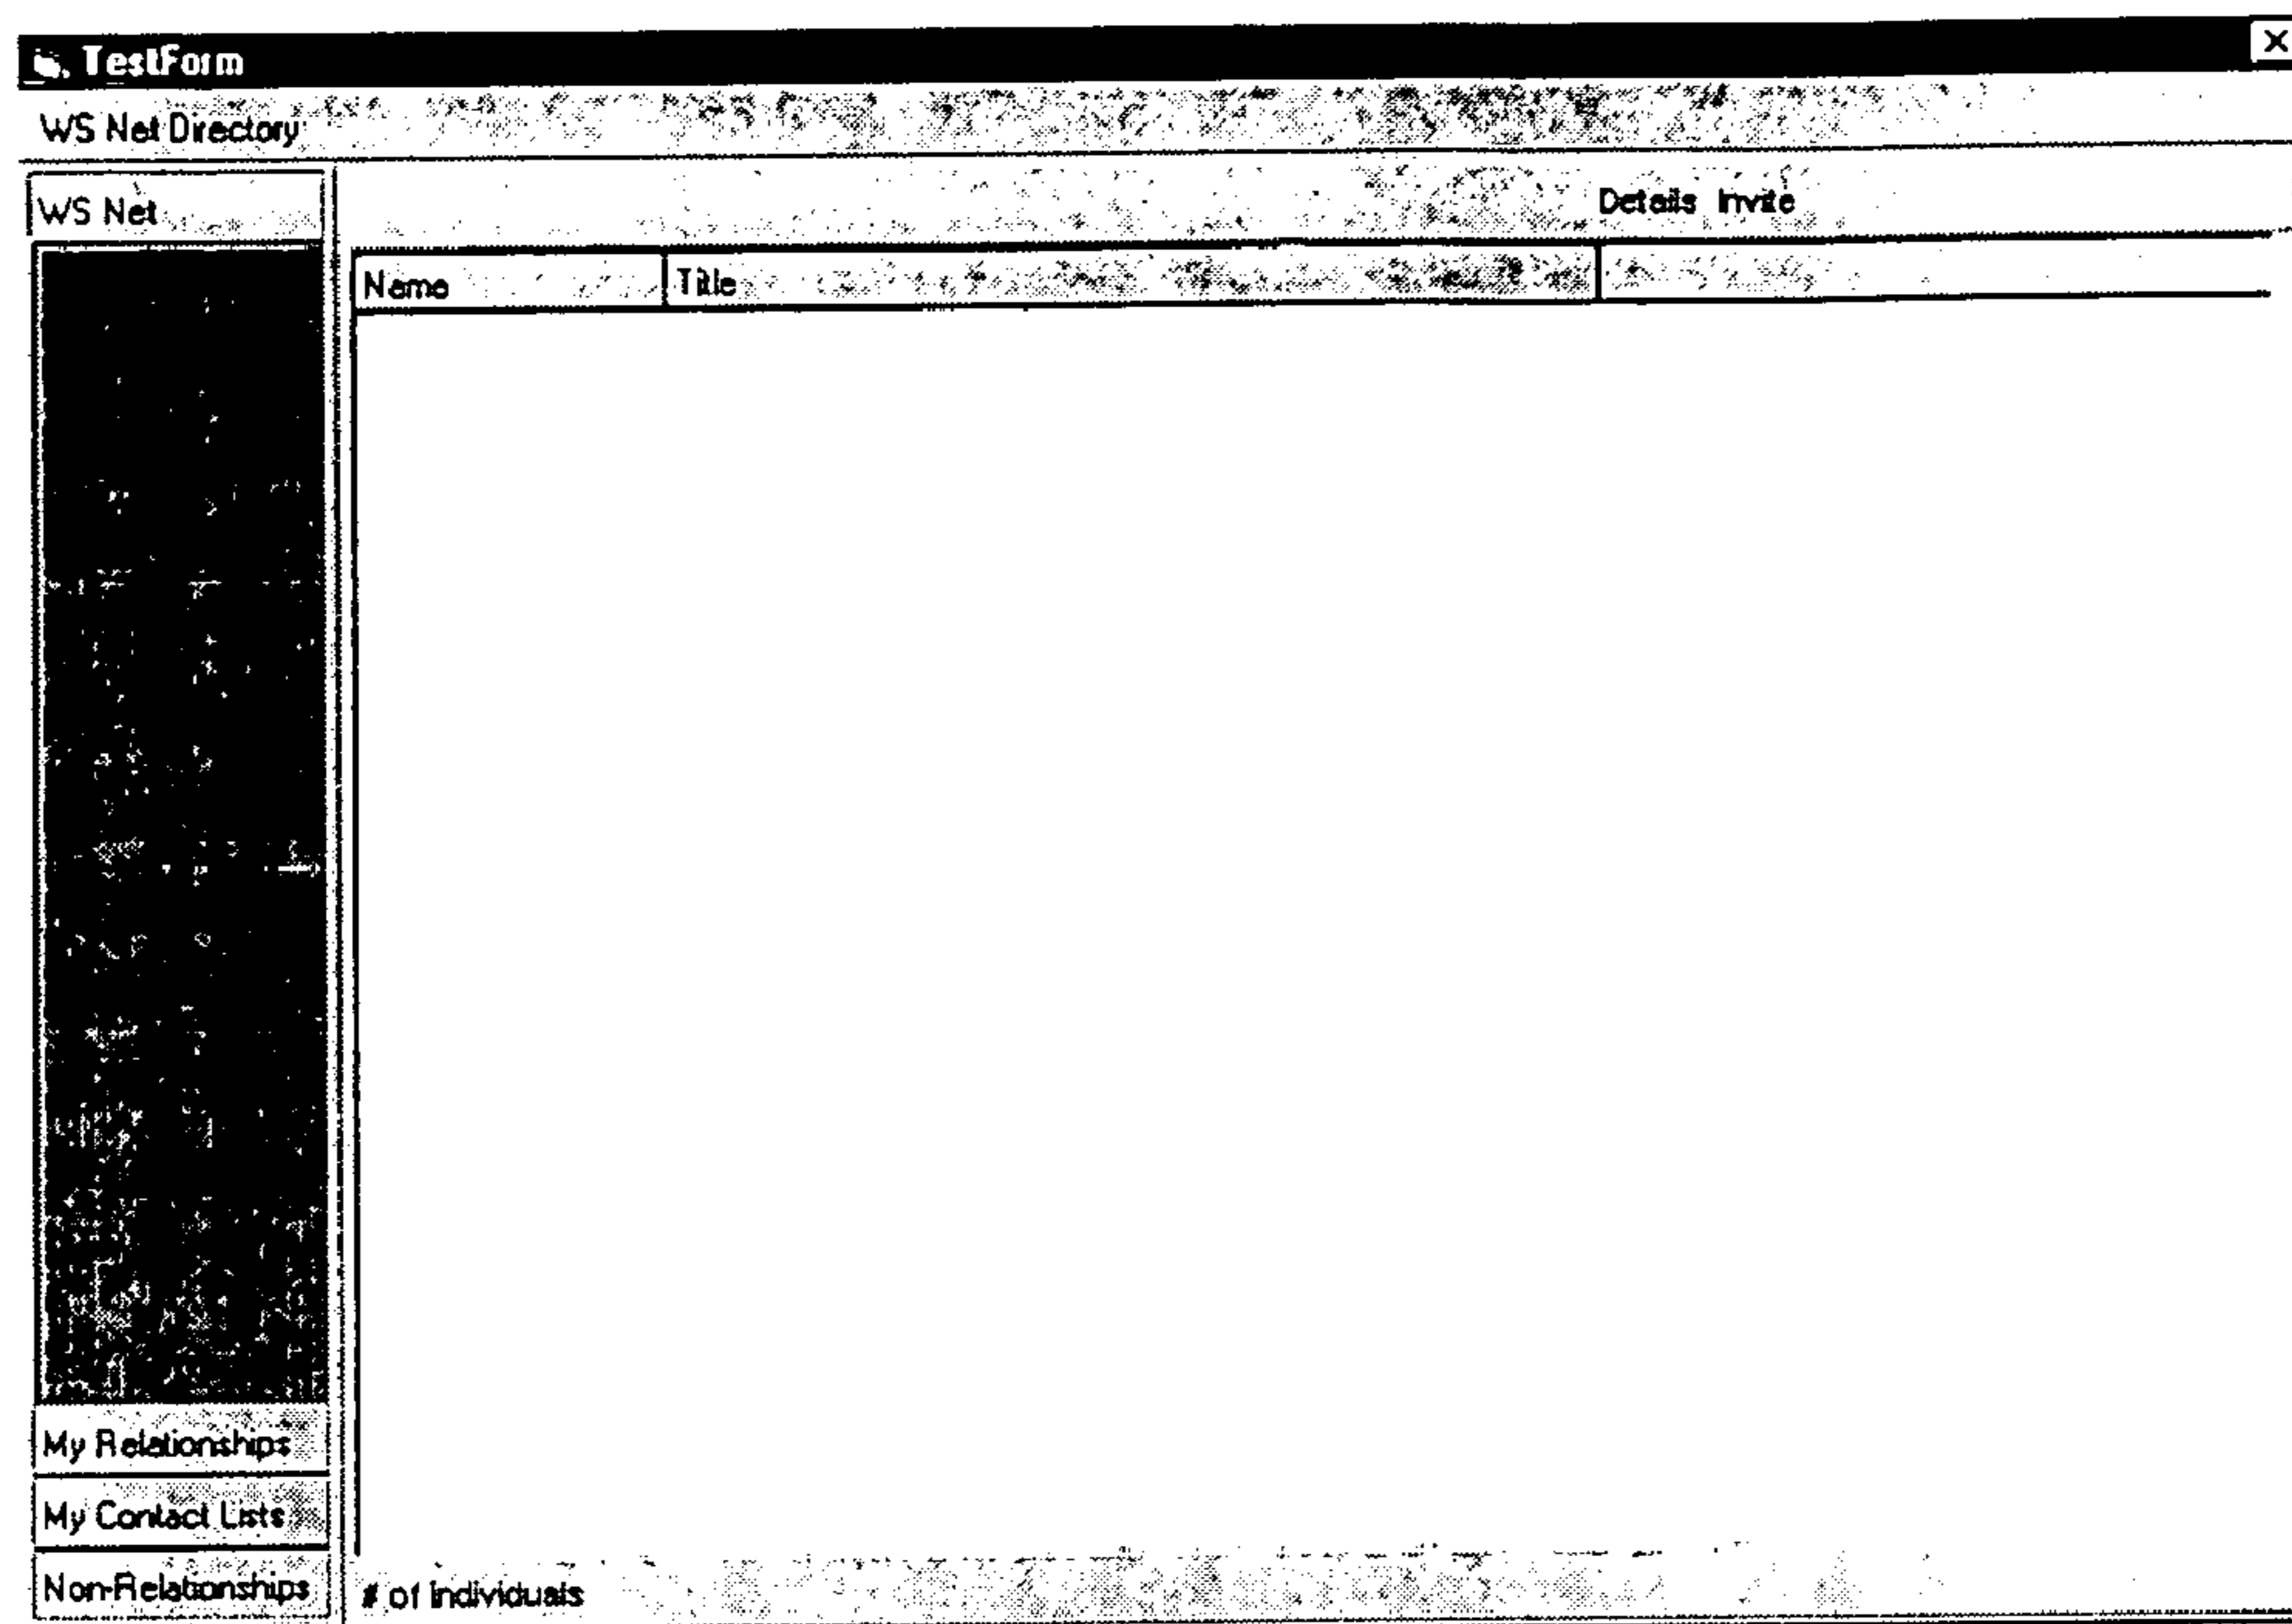 TestForm
WS Net Directory
WS Net
Details Invite
Name Title
My Relationships
My Contact Lists
Non-Relationships
# of Individuals